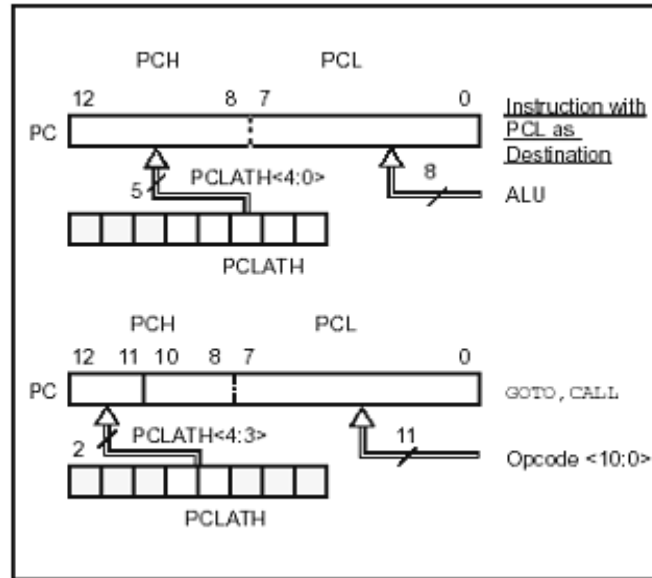 PCH PCL
12 8 7 0
PC
Instruction with
PCL as
Destination
5 PCLATH<4:0> 8
ALU
PCLATH
PCH PCL
12 11 10 8 7 0
PC
GOTO, CALL
2 PCLATH<4:3> 11
Opcode <10:0>
PCLATH